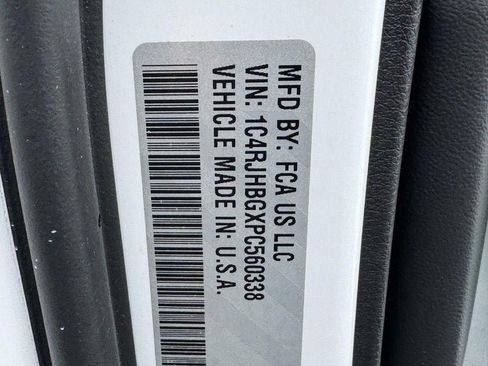 MFD BY: FCA US LLC
VIN: 1C4RJHBGXPC560338
VEHICLE MADE IN: U.S.A.